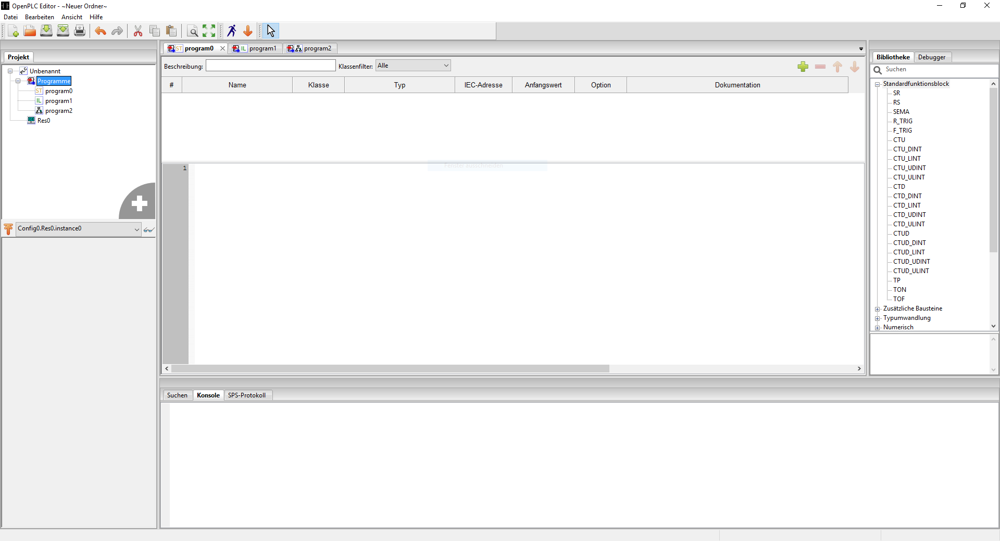 OpenPLC Editor - ~Neuer Ordner~
Datei Bearbeiten Ansicht Hilfe
Projekt
Unbenannt
Programme
ST program0
IL program1
program2
Res0
Config0.Res0.instance0
ST program0 IL program1 program2
Beschreibung: Klassenfilter: Alle
# Name Klasse Typ IEC-Adresse Anfangswert Option Dokumentation
Fenster ausschneiden
1
Suchen Konsole SPS-Protokoll
Bibliotheke Debugger
Suchen
Standardfunktionsblock
SR
RS
SEMA
R_TRIG
F_TRIG
CTU
CTU_DINT
CTU_LINT
CTU_UDINT
CTU_ULINT
CTD
CTD_DINT
CTD_LINT
CTD_UDINT
CTD_ULINT
CTUD
CTUD_DINT
CTUD_LINT
CTUD_UDINT
CTUD_ULINT
TP
TON
TOF
Zusätzliche Bausteine
Typumwandlung
Numerisch